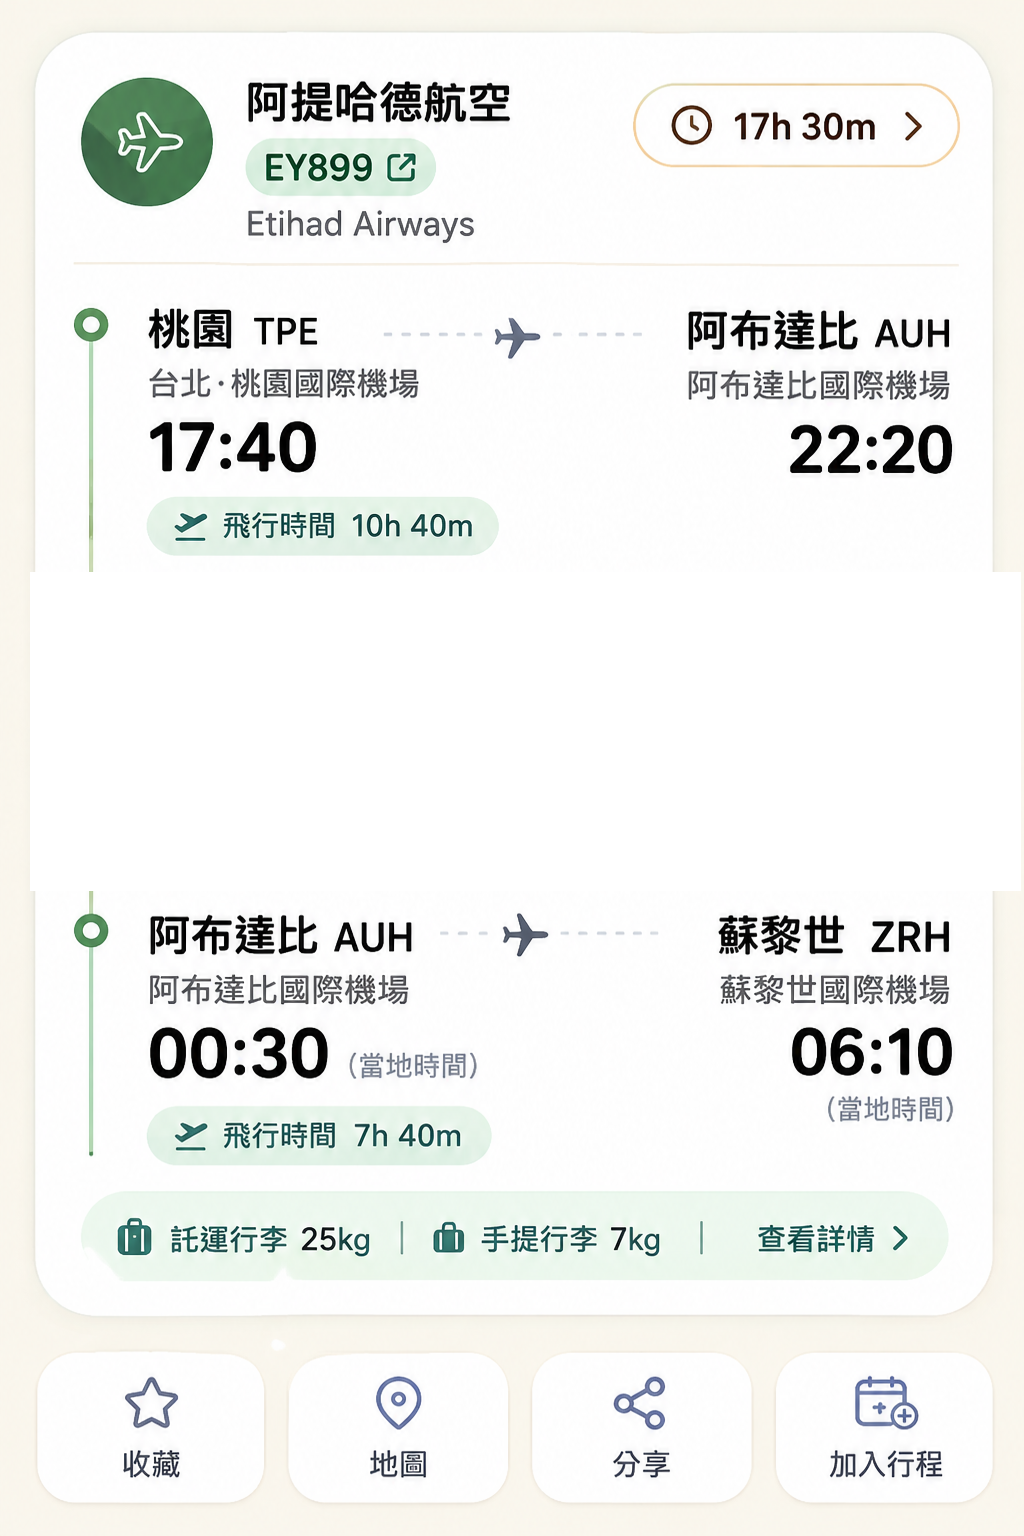 阿提哈德航空
17h 30m
EY899
Etihad Airways
桃園 TPE
阿布達比 AUH
台北·桃園國際機場
阿布達比國際機場
17:40
22:20
飛行時間 10h 40m
阿布達比 AUH
蘇黎世 ZRH
阿布達比國際機場
蘇黎世國際機場
00:30 (當地時間)
06:10
(當地時間)
飛行時間 7h 40m
託運行李 25kg | 手提行李 7kg | 查看詳情
收藏
地圖
分享
加入行程